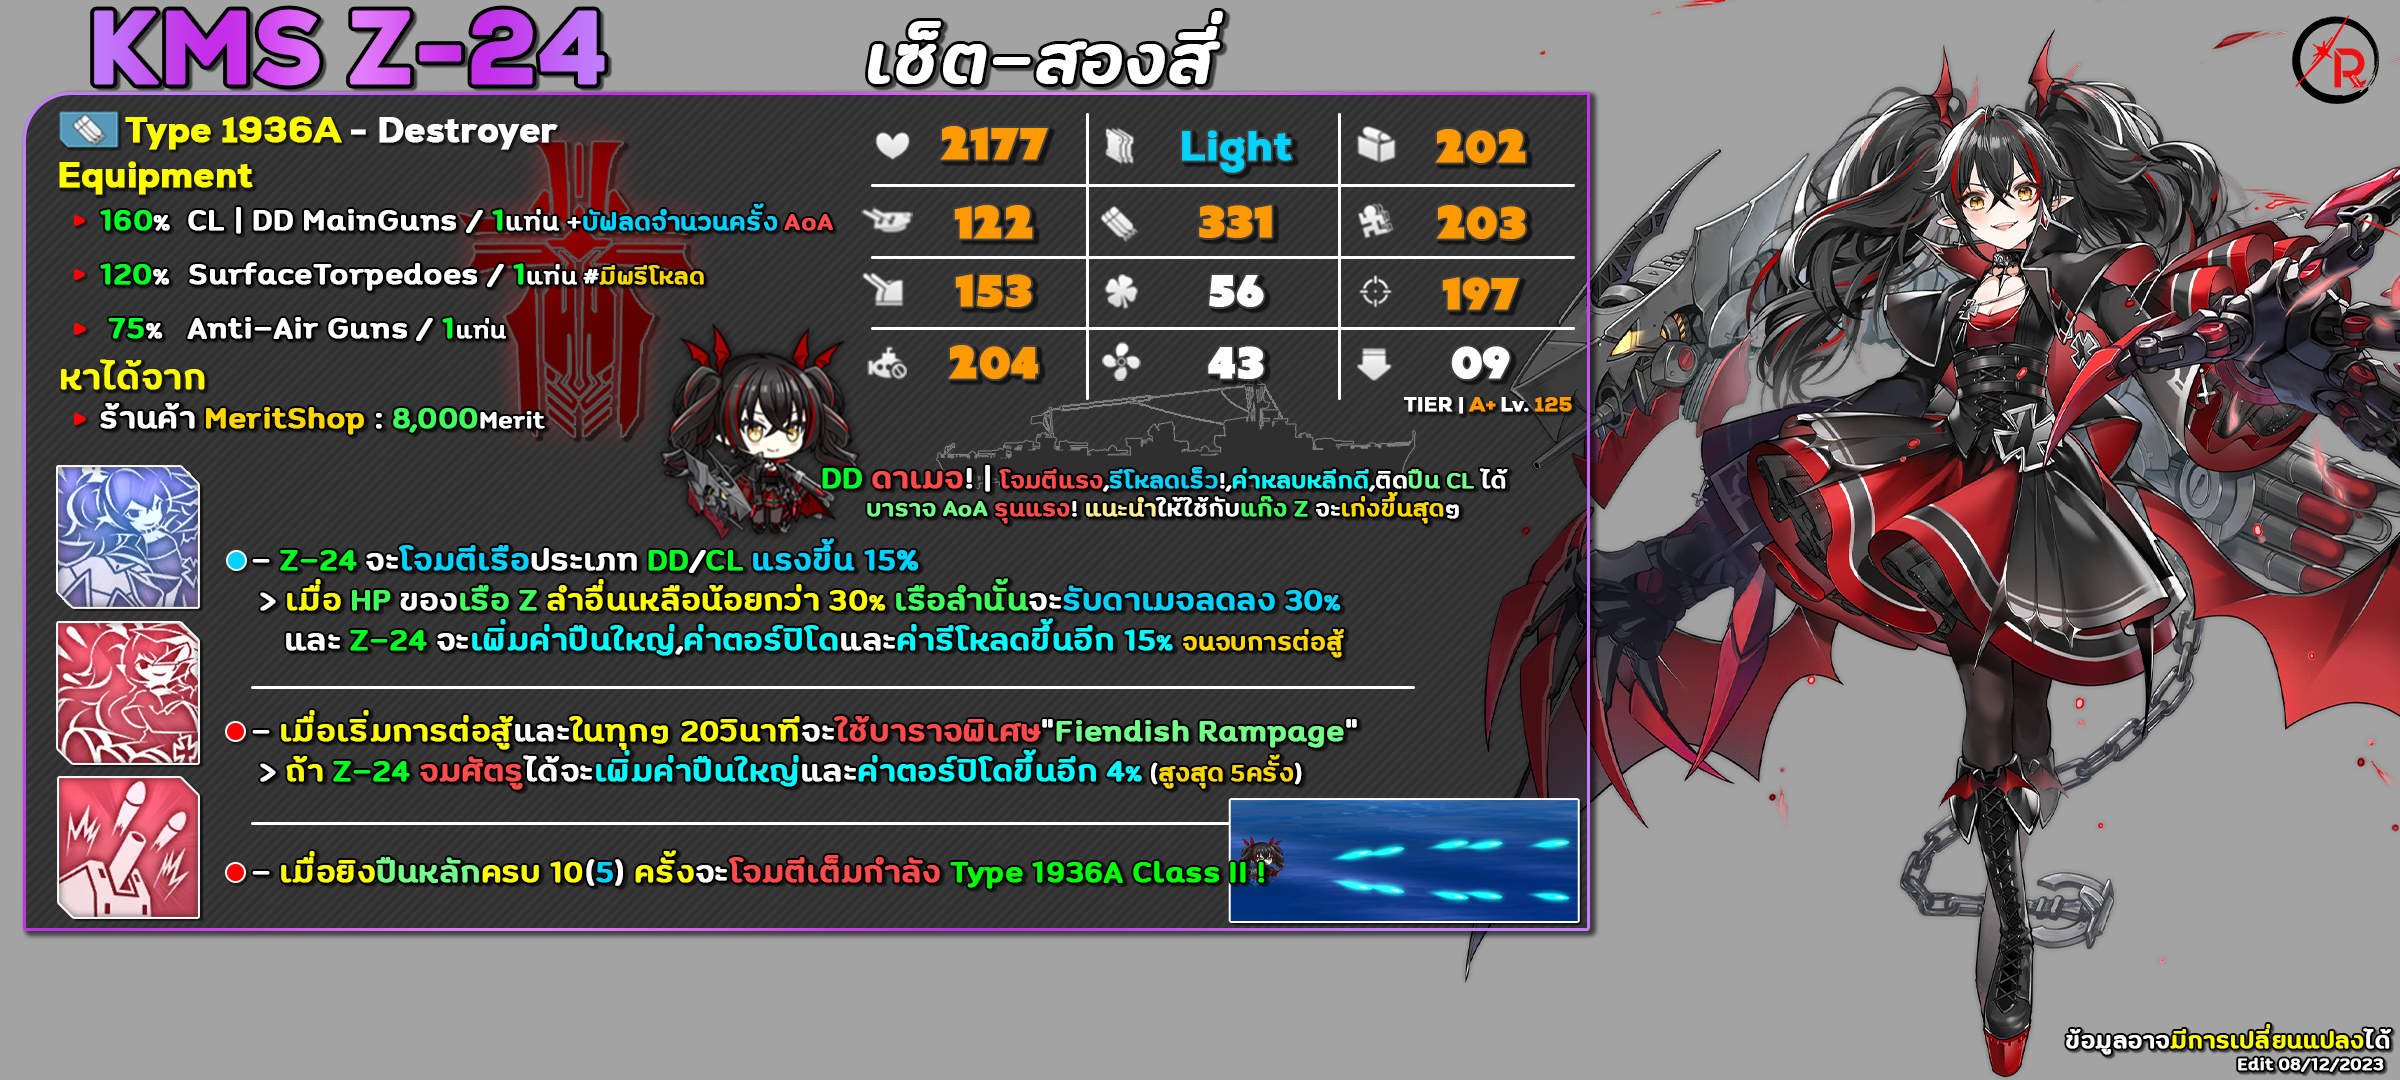 KMS Z-24
เซ็ต-สองสี่
R
Type 1936A - Destroyer
Equipment
160% CL | DD MainGuns / 1แท่น +บัฟลดจำนวนครั้ง AoA
120% SurfaceTorpedoes / 1แท่น #มีพรีโหลด
75% Anti-Air Guns / 1แท่น
หาได้จาก
ร้านค้า MeritShop : 8,000Merit
2177 Light 202
122 331 203
153 56 197
204 43 09
TIER | A+ Lv. 125
DD ดาเมจ! | โจมตีแรง,รีโหลดเร็ว!,ค่าหลบหลีกดี,ติดปืน CL ได้
บาราจ AoA รุนแรง! แนะนำให้ใช้กับแก๊ง Z จะเก่งขึ้นสุดๆ
- Z-24 จะโจมตีเรือประเภท DD/CL แรงขึ้น 15%
> เมื่อ HP ของเรือ Z ลำอื่นเหลือน้อยกว่า 30% เรือลำนั้นจะรับดาเมจลดลง 30%
และ Z-24 จะเพิ่มค่าปืนใหญ่,ค่าตอร์ปิโดและค่ารีโหลดขึ้นอีก 15% จนจบการต่อสู้
- เมื่อเริ่มการต่อสู้และในทุกๆ 20วินาทีจะใช้บาราจพิเศษ"Fiendish Rampage"
> ถ้า Z-24 จมศัตรูได้จะเพิ่มค่าปืนใหญ่และค่าตอร์ปิโดขึ้นอีก 4% (สูงสุด 5ครั้ง)
- เมื่อยิงปืนหลักครบ 10(5) ครั้งจะโจมตีเต็มกำลัง Type 1936A Class II !
ข้อมูลอาจมีการเปลี่ยนแปลงได้
Edit 08/12/2023